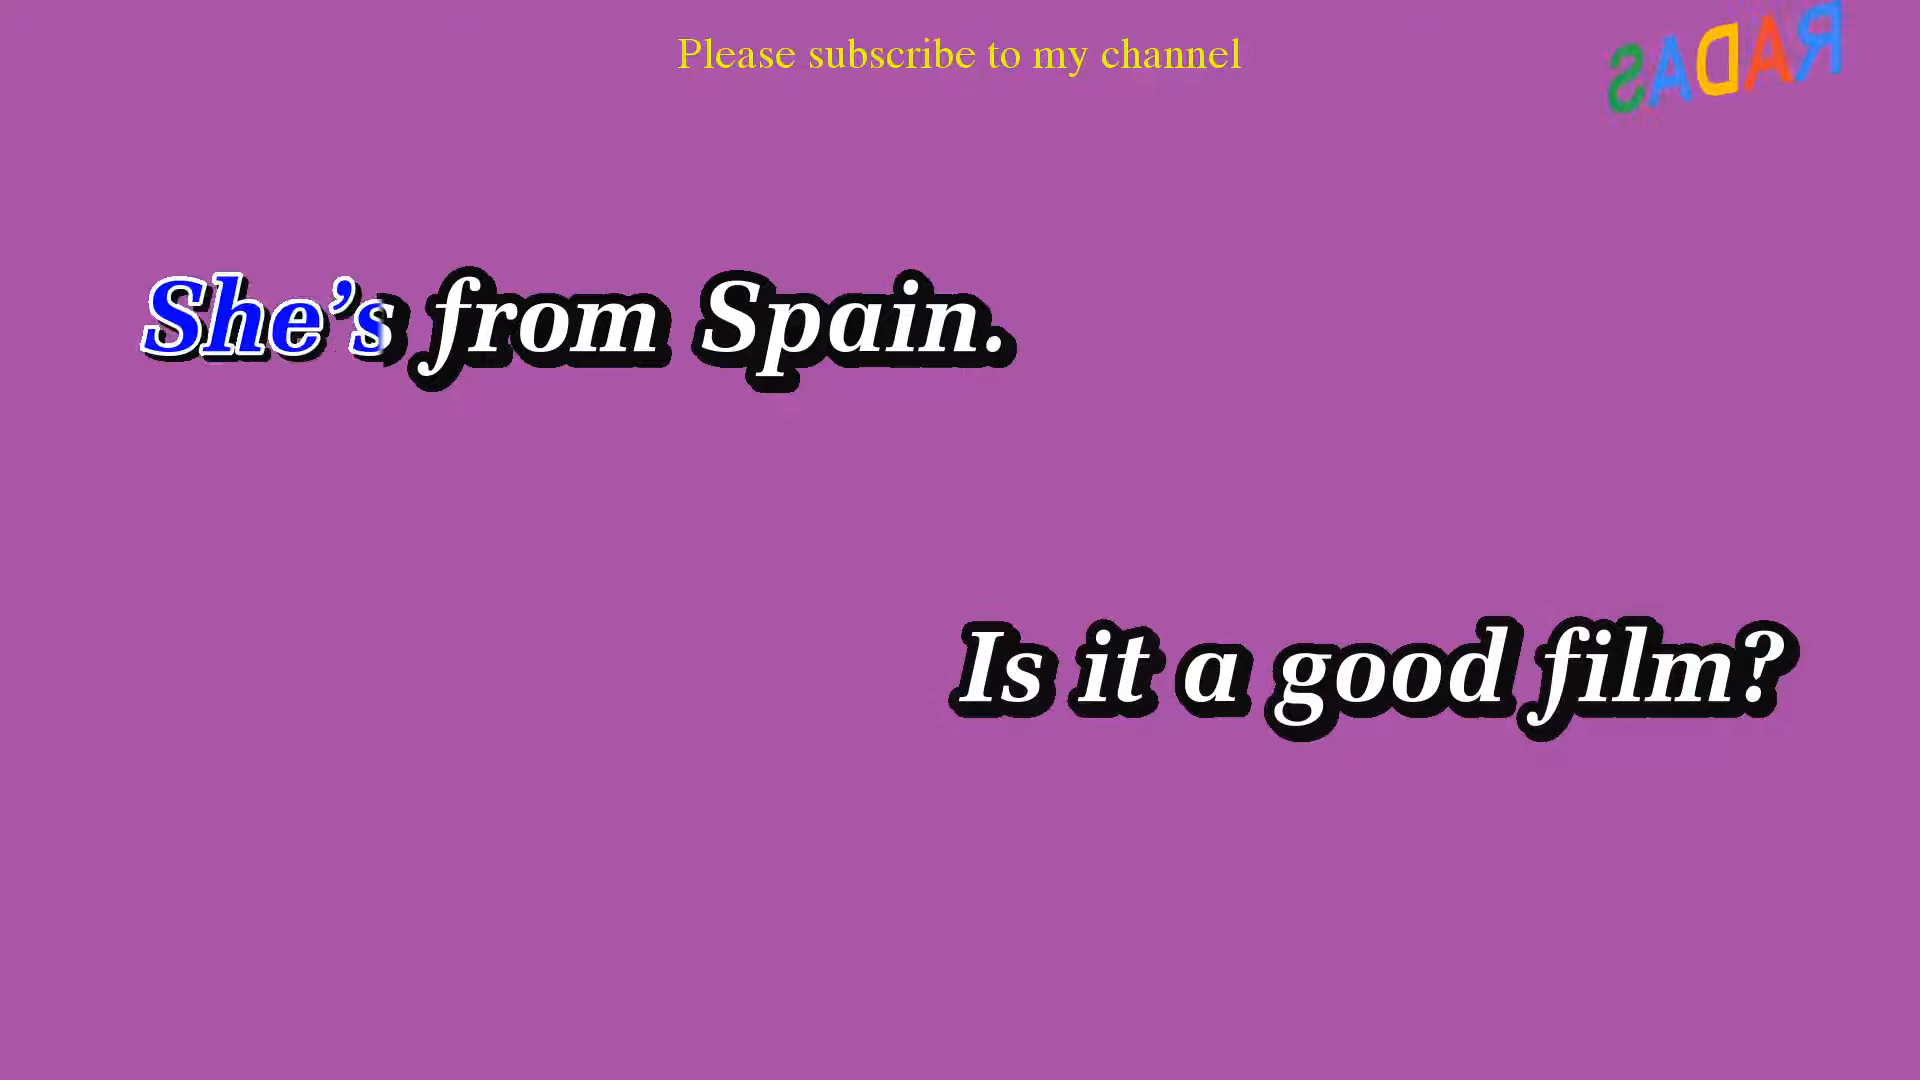 Please subscribe to my channel
RADAS
She’s from Spain.
Is it a good film?